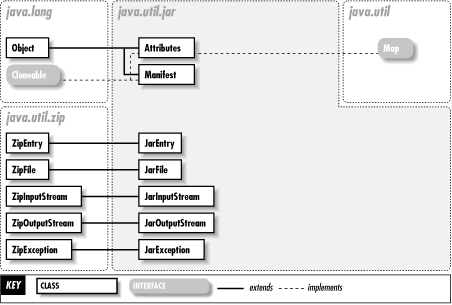 java.lang
java.util.jar
java.util
Object
Attributes
Map
Cloneable
Manifest
java.util.zip
ZipEntry
JarEntry
ZipFile
JarFile
ZipInputStream
JarInputStream
ZipOutputStream
JarOutputStream
ZipException
JarException
KEY
CLASS
INTERFACE
extends
implements